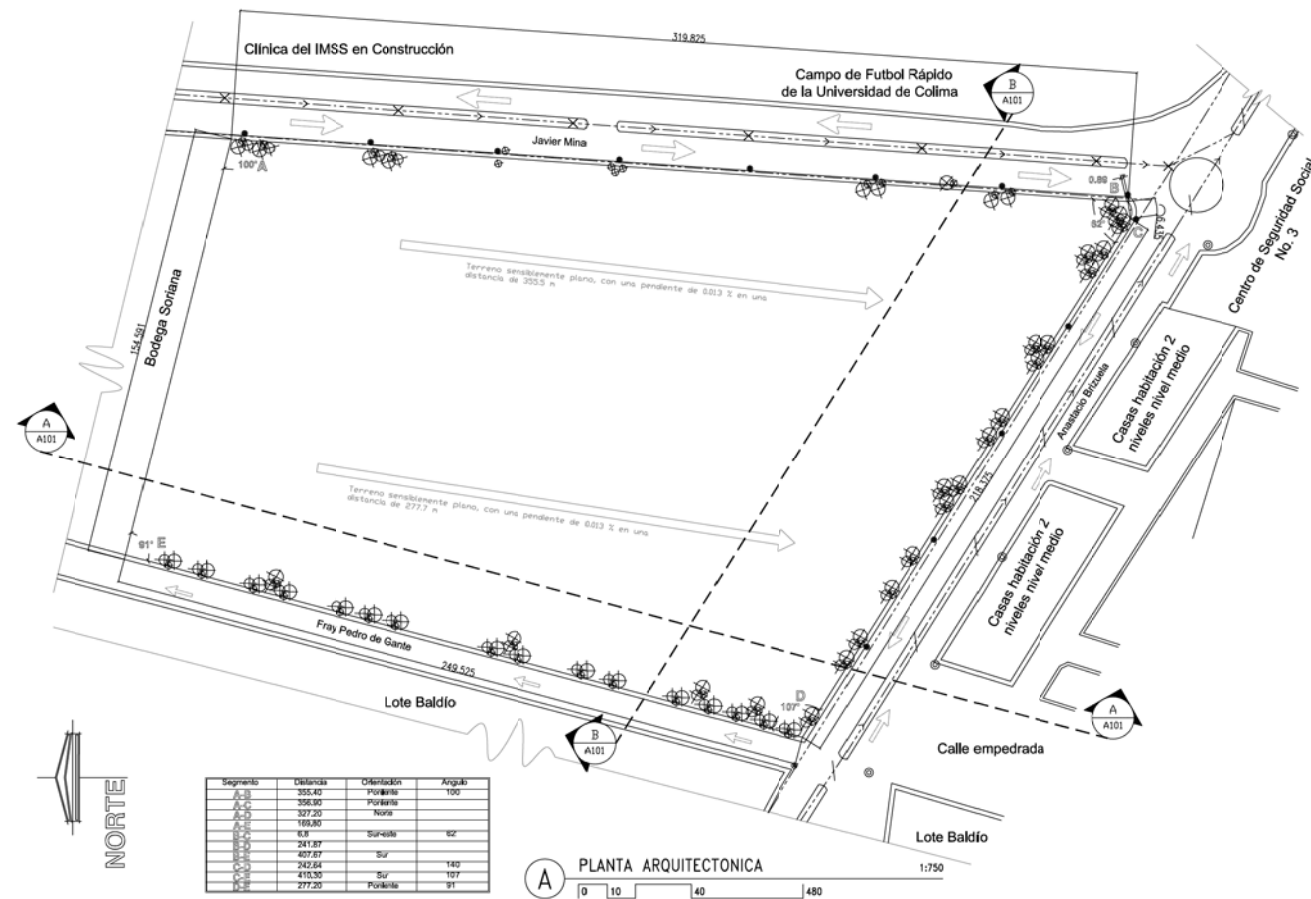 319.825
Clínica del IMSS en Construcción
Campo de Futbol Rápido
de la Universidad de Colima
B
A101
Javier Mina
100°
A
0.89
B
62°
C
6.435
Centro de Seguridad Social
No. 3
Terreno sensiblemente plano, con una pendiente de 0.013 % en una
distancia de 355.5 m
Bodega Soriana
154.591
Casas habitación 2
niveles nivel medio
Anastacio Brizuela
A
A101
218.375
Terreno sensiblemente plano, con una pendiente de 0.013 % en una
distancia de 277.7 m
91°
E
Casas habitación 2
niveles nivel medio
Fray Pedro de Gante
249.525
D
107°
Lote Baldío
B
A101
A
A101
Calle empedrada
NORTE
Segmento Distancia Orientación Angulo
A-B 355.40 Poniente 100
A-C 356.90 Poniente
A-D 327.20 Norte
A-E 169.80
B-C 6.8 Sur-este 62
B-D 241.87
B-E 407.67 Sur
C-D 242.64 140
C-E 410.30 Sur 107
D-E 277.20 Poniente 91
Lote Baldío
A
PLANTA ARQUITECTONICA 1:750
0 10 40 480